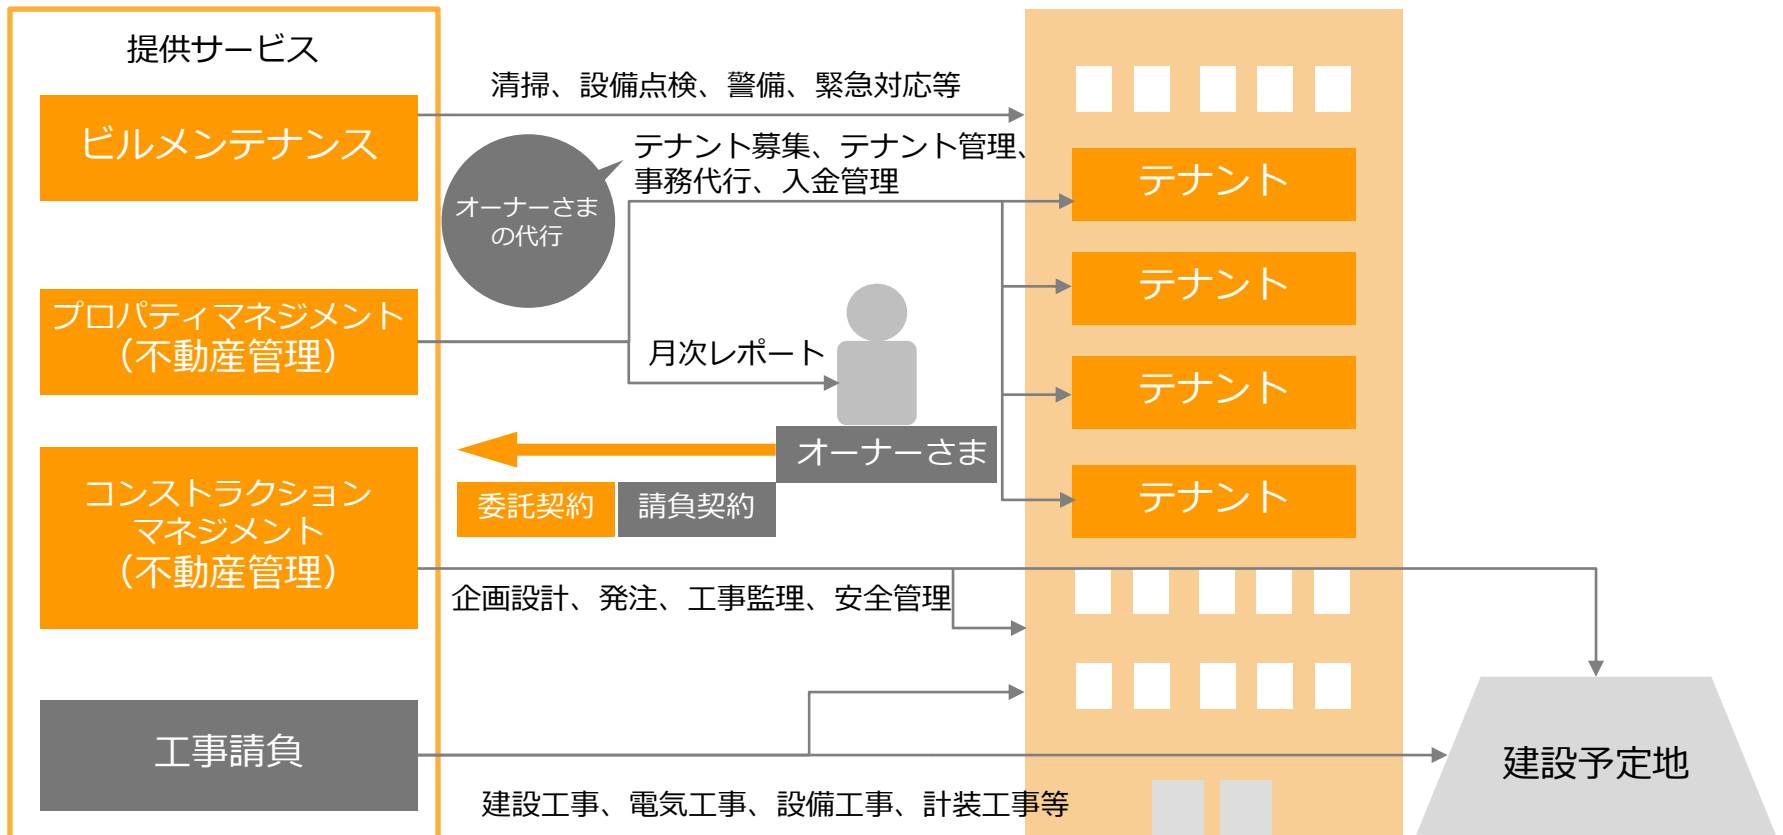 提供サービス
清掃、設備点検、警備、緊急対応等
ビルメンテナンス
テナント募集、テナント管理、
事務代行、入金管理
オーナーさま
の代行
テナント
テナント
プロパティマネジメント
（不動産管理）
月次レポート
テナント
オーナーさま
委託契約
請負契約
テナント
コンストラクション
マネジメント
（不動産管理）
企画設計、発注、工事監理、安全管理
工事請負
建設予定地
建設工事、電気工事、設備工事、計装工事等